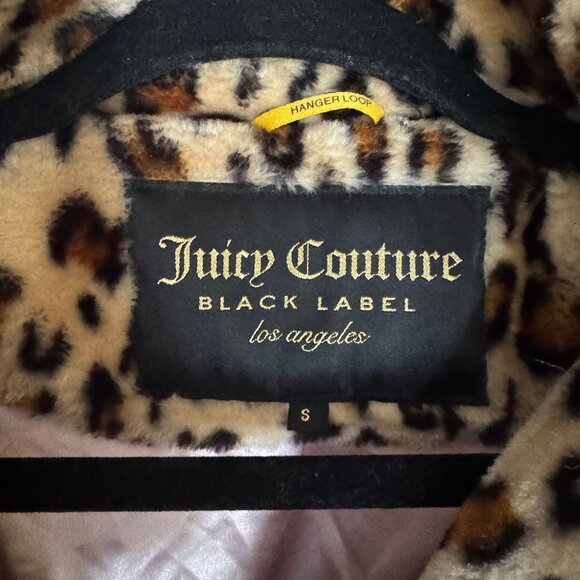 HANGER LOOP
Juicy Couture
BLACK LABEL
los angeles
S